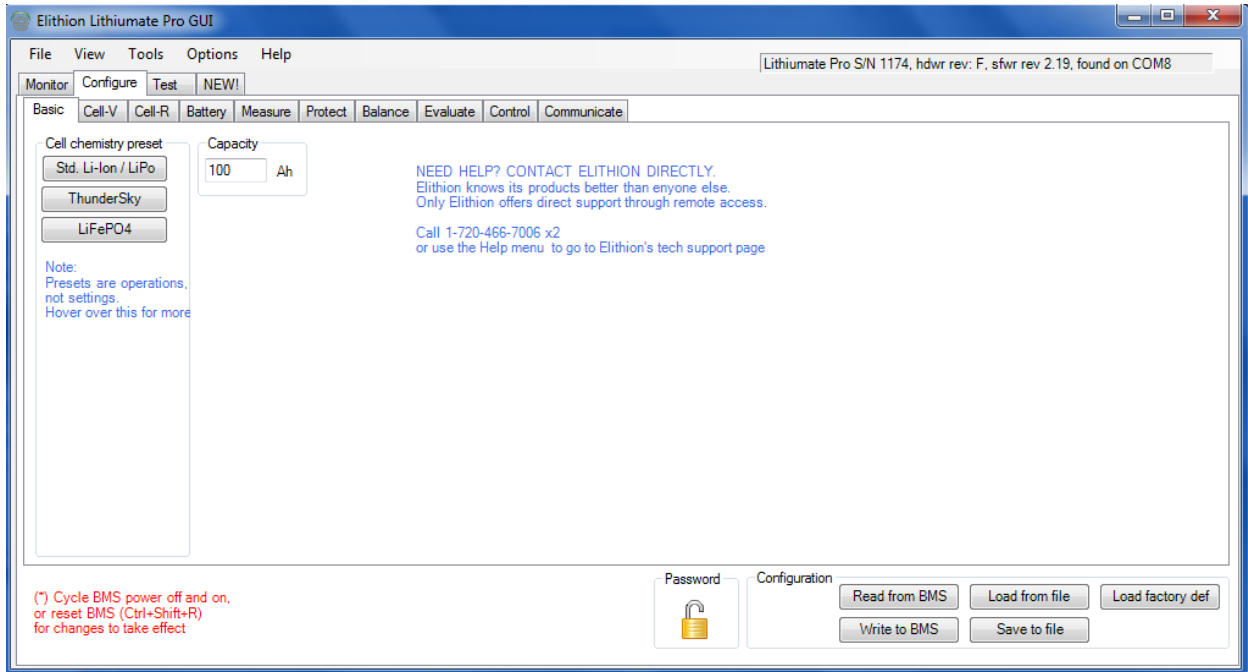 Elithion Lithiumate Pro GUI
File View Tools Options Help
Lithiumate Pro S/N 1174, hdwr rev: F, sfwr rev 2.19, found on COM8
Monitor Configure Test NEW!
Basic Cell-V Cell-R Battery Measure Protect Balance Evaluate Control Communicate
Cell chemistry preset
Std. Li-Ion / LiPo
ThunderSky
LiFePO4
Note:
Presets are operations,
not settings.
Hover over this for more
Capacity
100 Ah
NEED HELP? CONTACT ELITHION DIRECTLY.
Elithion knows its products better than enyone else.
Only Elithion offers direct support through remote access.
Call 1-720-466-7006 x2
or use the Help menu to go to Elithion's tech support page
(*) Cycle BMS power off and on,
or reset BMS (Ctrl+Shift+R)
for changes to take effect
Password
Configuration
Read from BMS Load from file Load factory def
Write to BMS Save to file